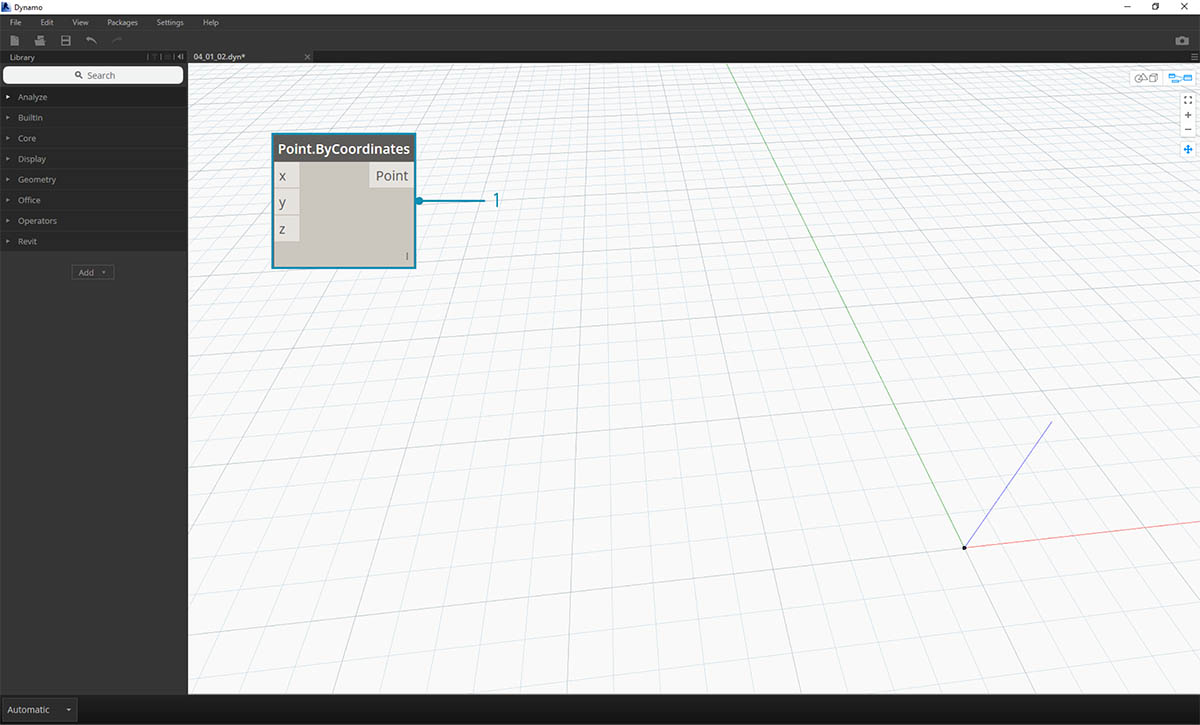 Dynamo
File Edit View Packages Settings Help
Library
04_01_02.dyn*
Search
Analyze
BuiltIn
Core
Display
Geometry
Office
Operators
Revit
Add
Point.ByCoordinates
x Point
y
z
l
1
Automatic